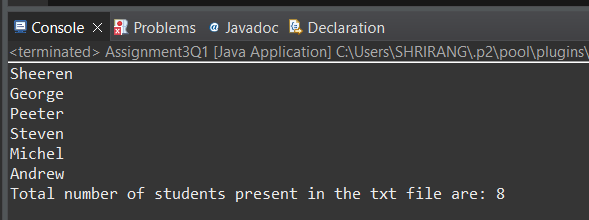 Console Problems @ Javadoc Declaration
<terminated> Assignment3Q1 [Java Application] C:\Users\SHRIRANG\.p2\pool\plugins\
Sheeren
George
Peeter
Steven
Michel
Andrew
Total number of students present in the txt file are: 8